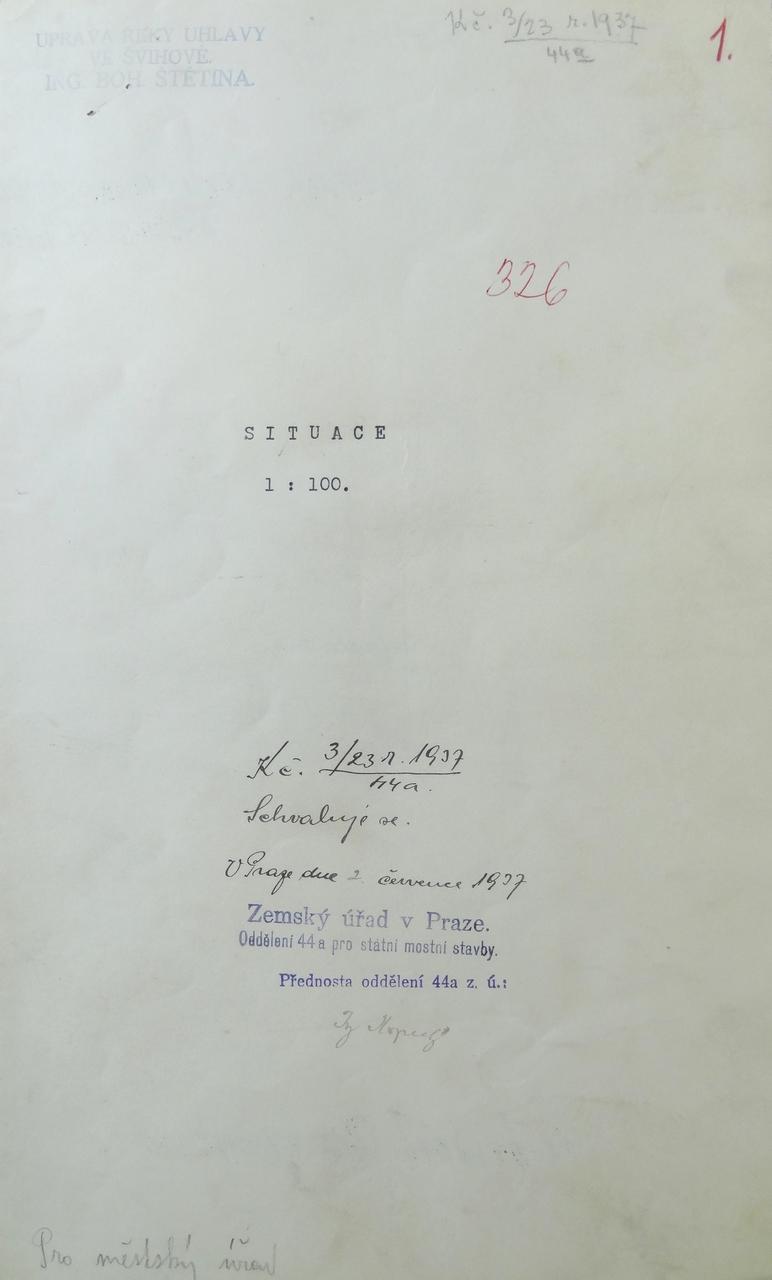 UPRAVA ŘEKY UHLAVY
VE ŠVIHOVĚ.
ING. BOH. ŠTĚTINA.
Kč. 3/23 r. 1937
44a
1.
326
SITUACE
1 : 100.
Kč. 3/23 r. 1937
44a.
Schvaluje se.
V Praze dne 2. července 1937
Zemský úřad v Praze.
Oddělení 44a pro státní mostní stavby.
Přednosta oddělení 44a z. ú.:
Pro městský úřad